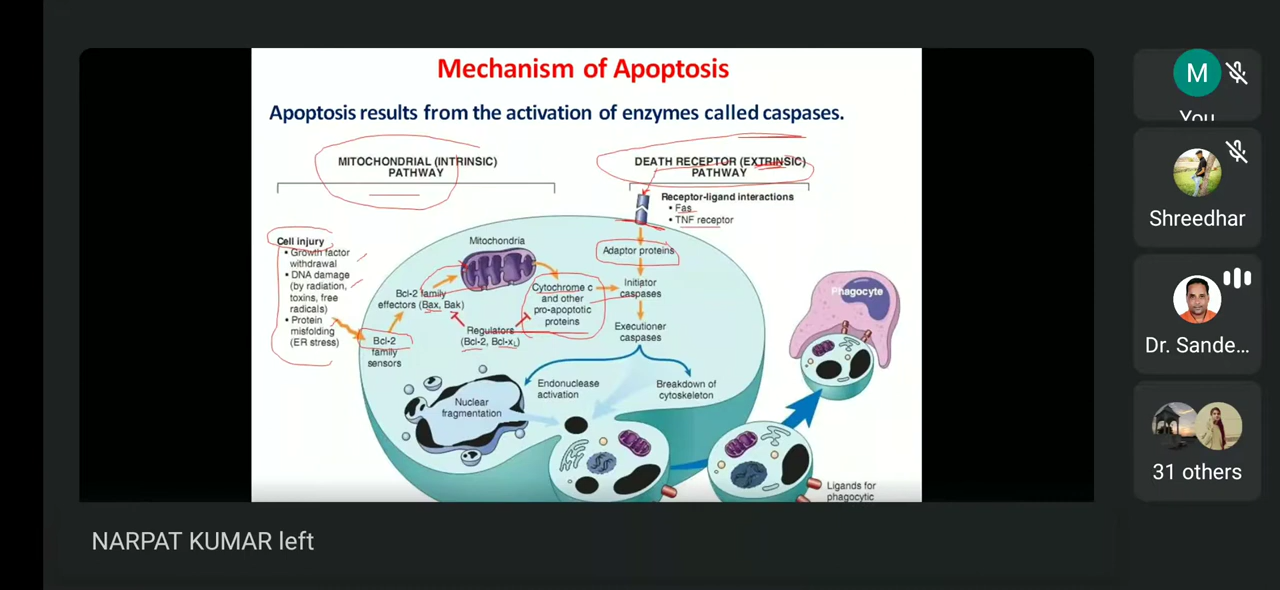 Mechanism of Apoptosis
Apoptosis results from the activation of enzymes called caspases.
MITOCHONDRIAL (INTRINSIC)
PATHWAY
DEATH RECEPTOR (EXTRINSIC)
PATHWAY
Receptor-ligand interactions
• Fas
• TNF receptor
Cell injury
• Growth factor
withdrawal
• DNA damage
(by radiation,
toxins, free
radicals)
• Protein
misfolding
(ER stress)
Mitochondria
Adaptor proteins
Phagocyte
Bcl-2 family
effectors (Bax, Bak)
Cytochrome c
and other
pro-apoptotic
proteins
Initiator
caspases
Regulators
(Bcl-2, Bcl-xL)
Executioner
caspases
Bcl-2
family
sensors
Nuclear
fragmentation
Endonuclease
activation
Breakdown of
cytoskeleton
Ligands for
phagocytic
M
You
Shreedhar
Dr. Sande...
31 others
NARPAT KUMAR left